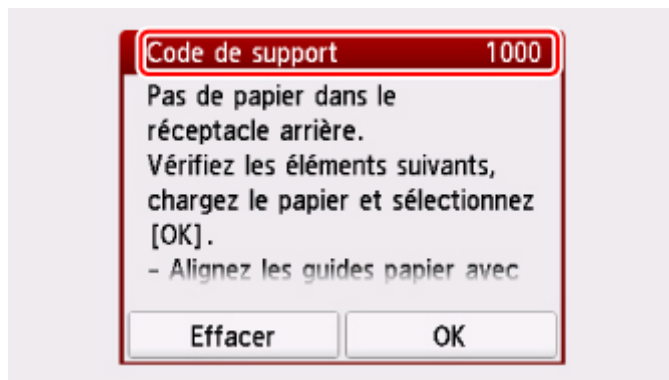 Code de support 1000
Pas de papier dans le
réceptacle arrière.
Vérifiez les éléments suivants,
chargez le papier et sélectionnez
[OK].
- Alignez les guides papier avec
Effacer OK